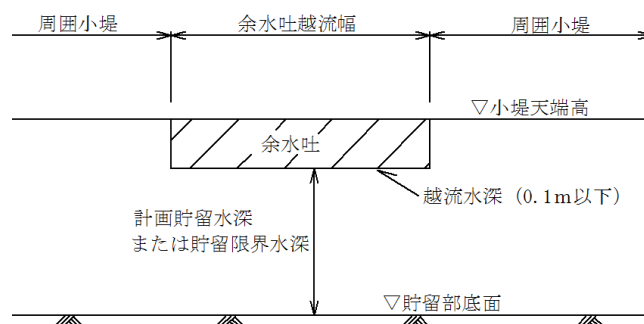 周囲小堤
余水吐越流幅
周囲小堤
▽小堤天端高
余水吐
越流水深（0.1m以下）
計画貯留水深
または貯留限界水深
▽貯留部底面